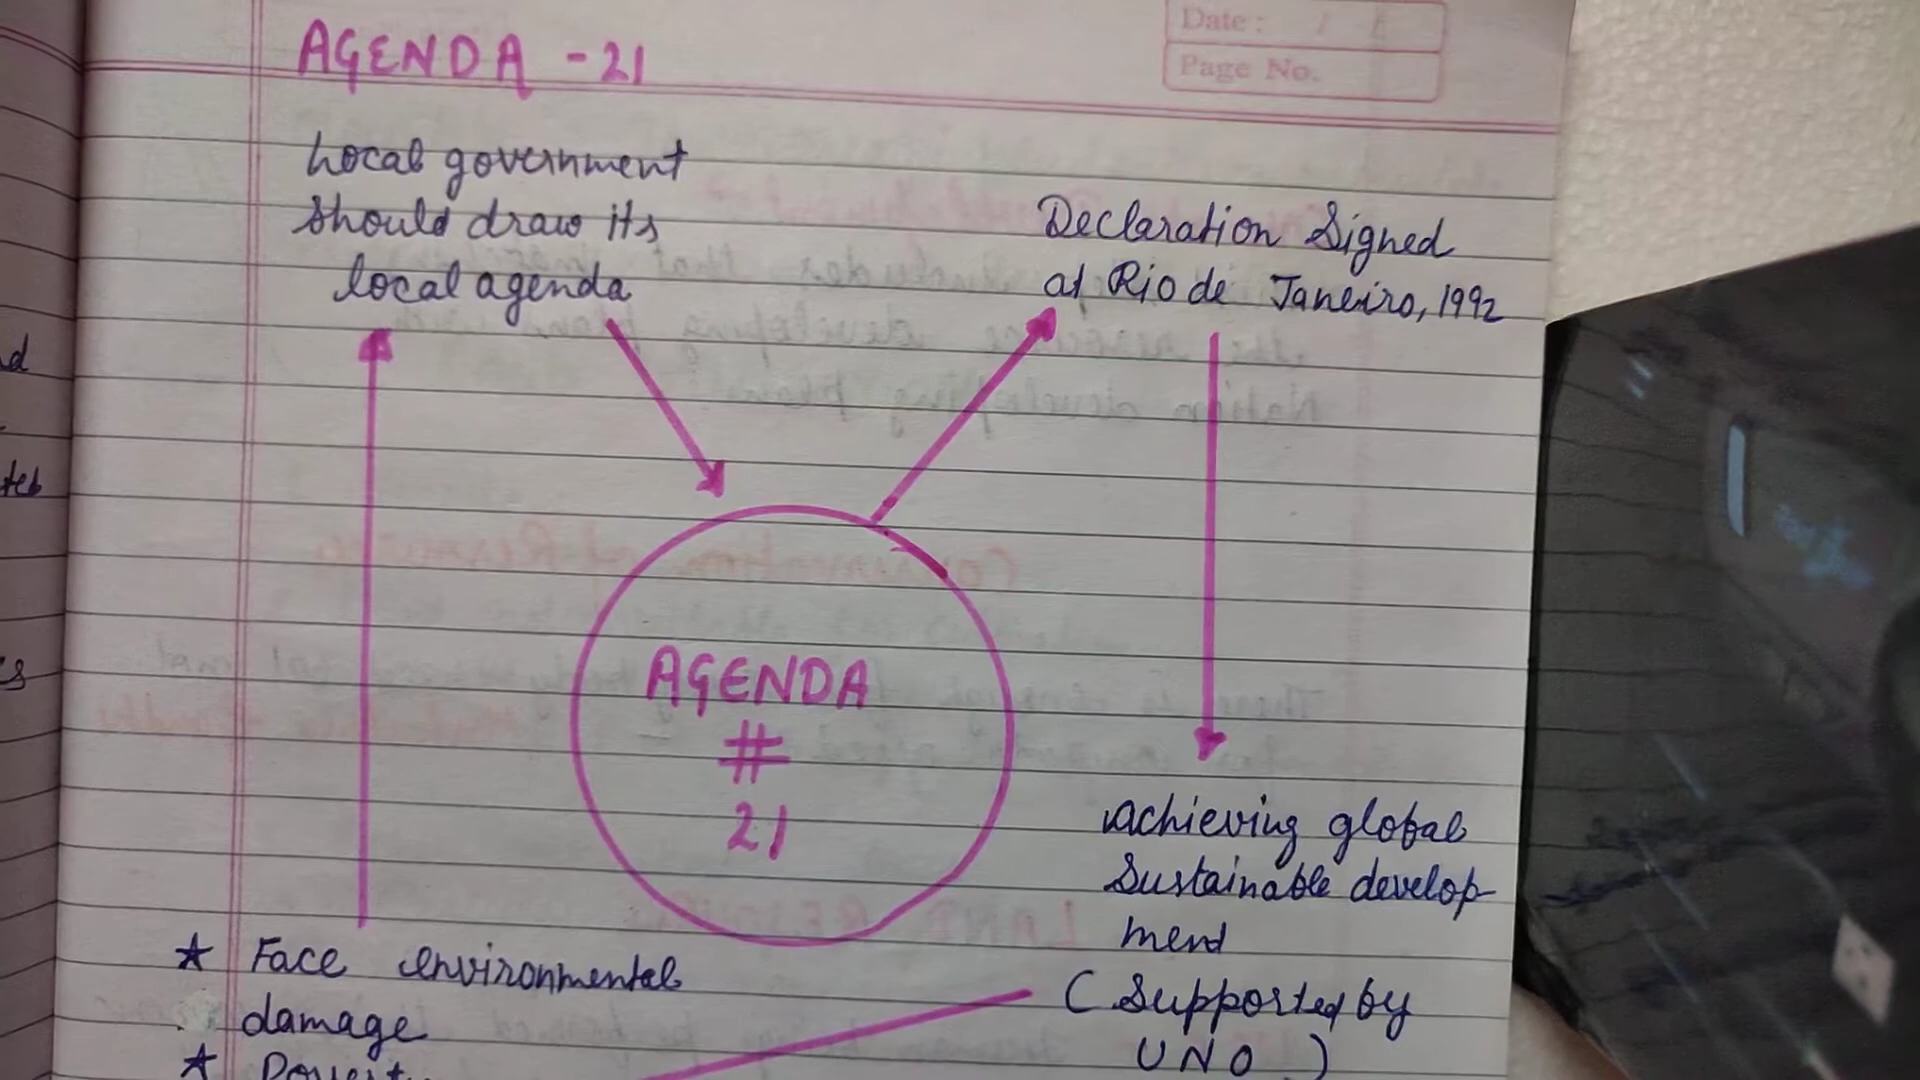 AGENDA - 21
Date :
Page No.
Local government
should draw its
local agenda
Declaration Signed
at Rio de Janeiro, 1992
AGENDA
#
21
achieving global
Sustainable develop-
ment
( Supported by
UNO )
★ Face environmental
damage
★